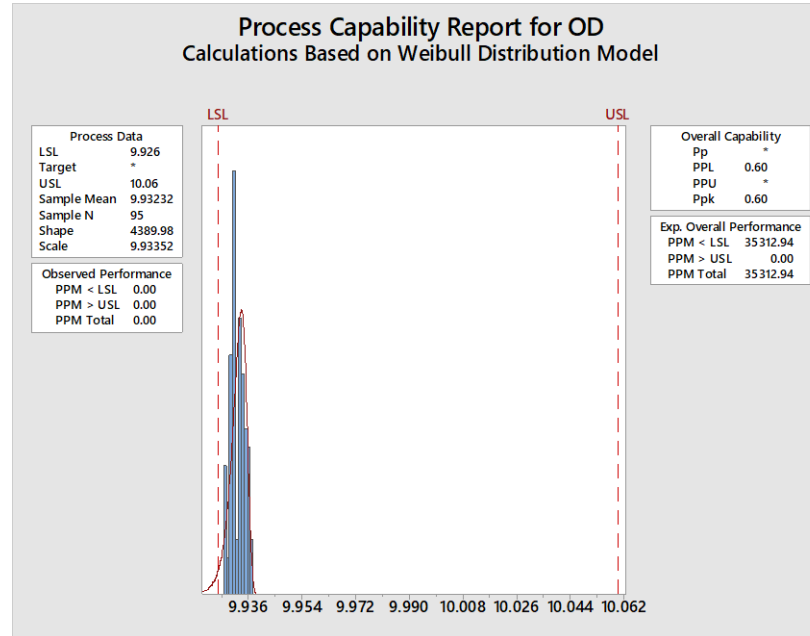 Process Capability Report for OD
Calculations Based on Weibull Distribution Model
LSL USL
Process Data
LSL 9.926
Target *
USL 10.06
Sample Mean 9.93232
Sample N 95
Shape 4389.98
Scale 9.93352
Observed Performance
PPM < LSL 0.00
PPM > USL 0.00
PPM Total 0.00
Overall Capability
Pp *
PPL 0.60
PPU *
Ppk 0.60
Exp. Overall Performance
PPM < LSL 35312.94
PPM > USL 0.00
PPM Total 35312.94
9.936 9.954 9.972 9.990 10.008 10.026 10.044 10.062